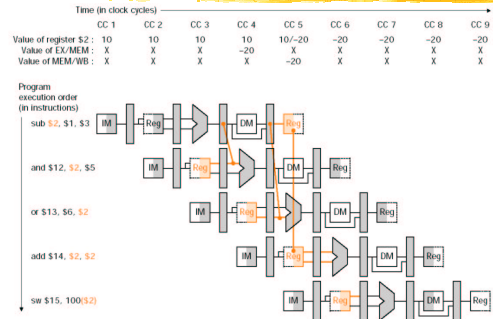 Time (in clock cycles)
CC 1 CC 2 CC 3 CC 4 CC 5 CC 6 CC 7 CC 8 CC 9
Value of register $2 : 10 10 10 10 10/-20 -20 -20 -20 -20
Value of EX/MEM : X X X -20 X X X X X
Value of MEM/WB : X X X X -20 X X X X
Program
execution order
(in instructions)
sub $2, $1, $3 IM Reg DM Reg
and $12, $2, $5 IM Reg DM Reg
or $13, $6, $2 IM Reg DM Reg
add $14, $2, $2 IM Reg DM Reg
sw $15, 100($2) IM Reg DM Reg